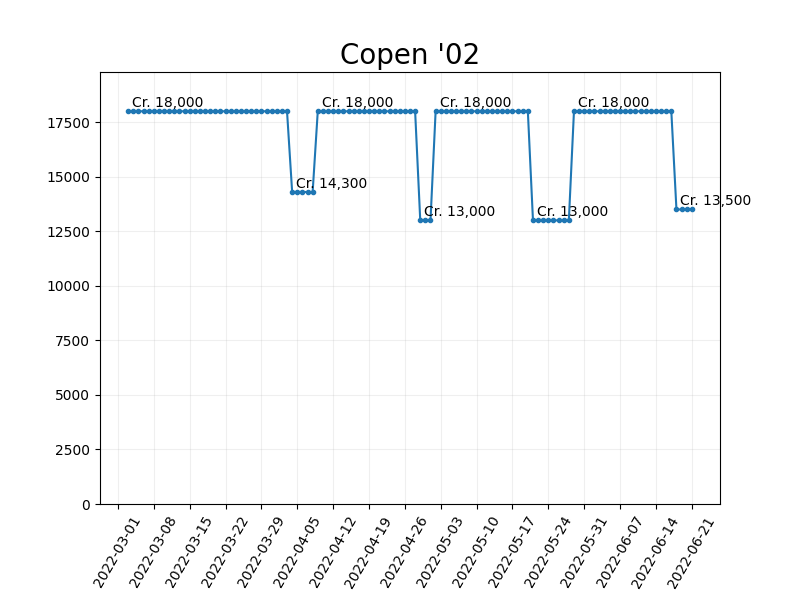 Copen '02
Cr. 18,000
Cr. 18,000
Cr. 18,000
Cr. 18,000
17500
15000
Cr. 14,300
Cr. 13,500
12500
Cr. 13,000
Cr. 13,000
10000
7500
5000
2500
0
2022-03-01
2022-03-08
2022-03-15
2022-03-22
2022-03-29
2022-04-05
2022-04-12
2022-04-19
2022-04-26
2022-05-03
2022-05-10
2022-05-17
2022-05-24
2022-05-31
2022-06-07
2022-06-14
2022-06-21